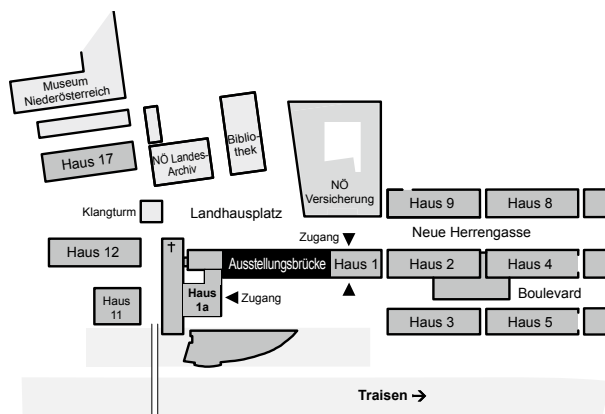 Museum
Niederösterreich
Haus 17
NÖ Landes-
Archiv
Biblio-
thek
NÖ
Versicherung
Klangturm
Landhausplatz
Haus 9
Haus 8
Zugang
Neue Herrengasse
Haus 12
Ausstellungsbrücke
Haus 1
Haus 2
Haus 4
Haus
11
Haus
1a
Zugang
Boulevard
Haus 3
Haus 5
Traisen →